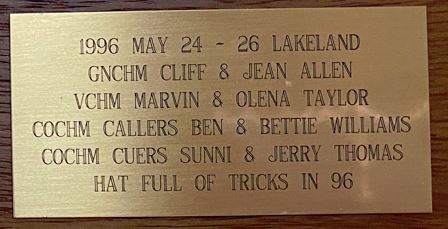 1996 MAY 24 - 26 LAKELAND
GNCHM CLIFF & JEAN ALLEN
VCHM MARVIN & OLENA TAYLOR
COCHM CALLERS BEN & BETTIE WILLIAMS
COCHM CUERS SUNNI & JERRY THOMAS
HAT FULL OF TRICKS IN 96